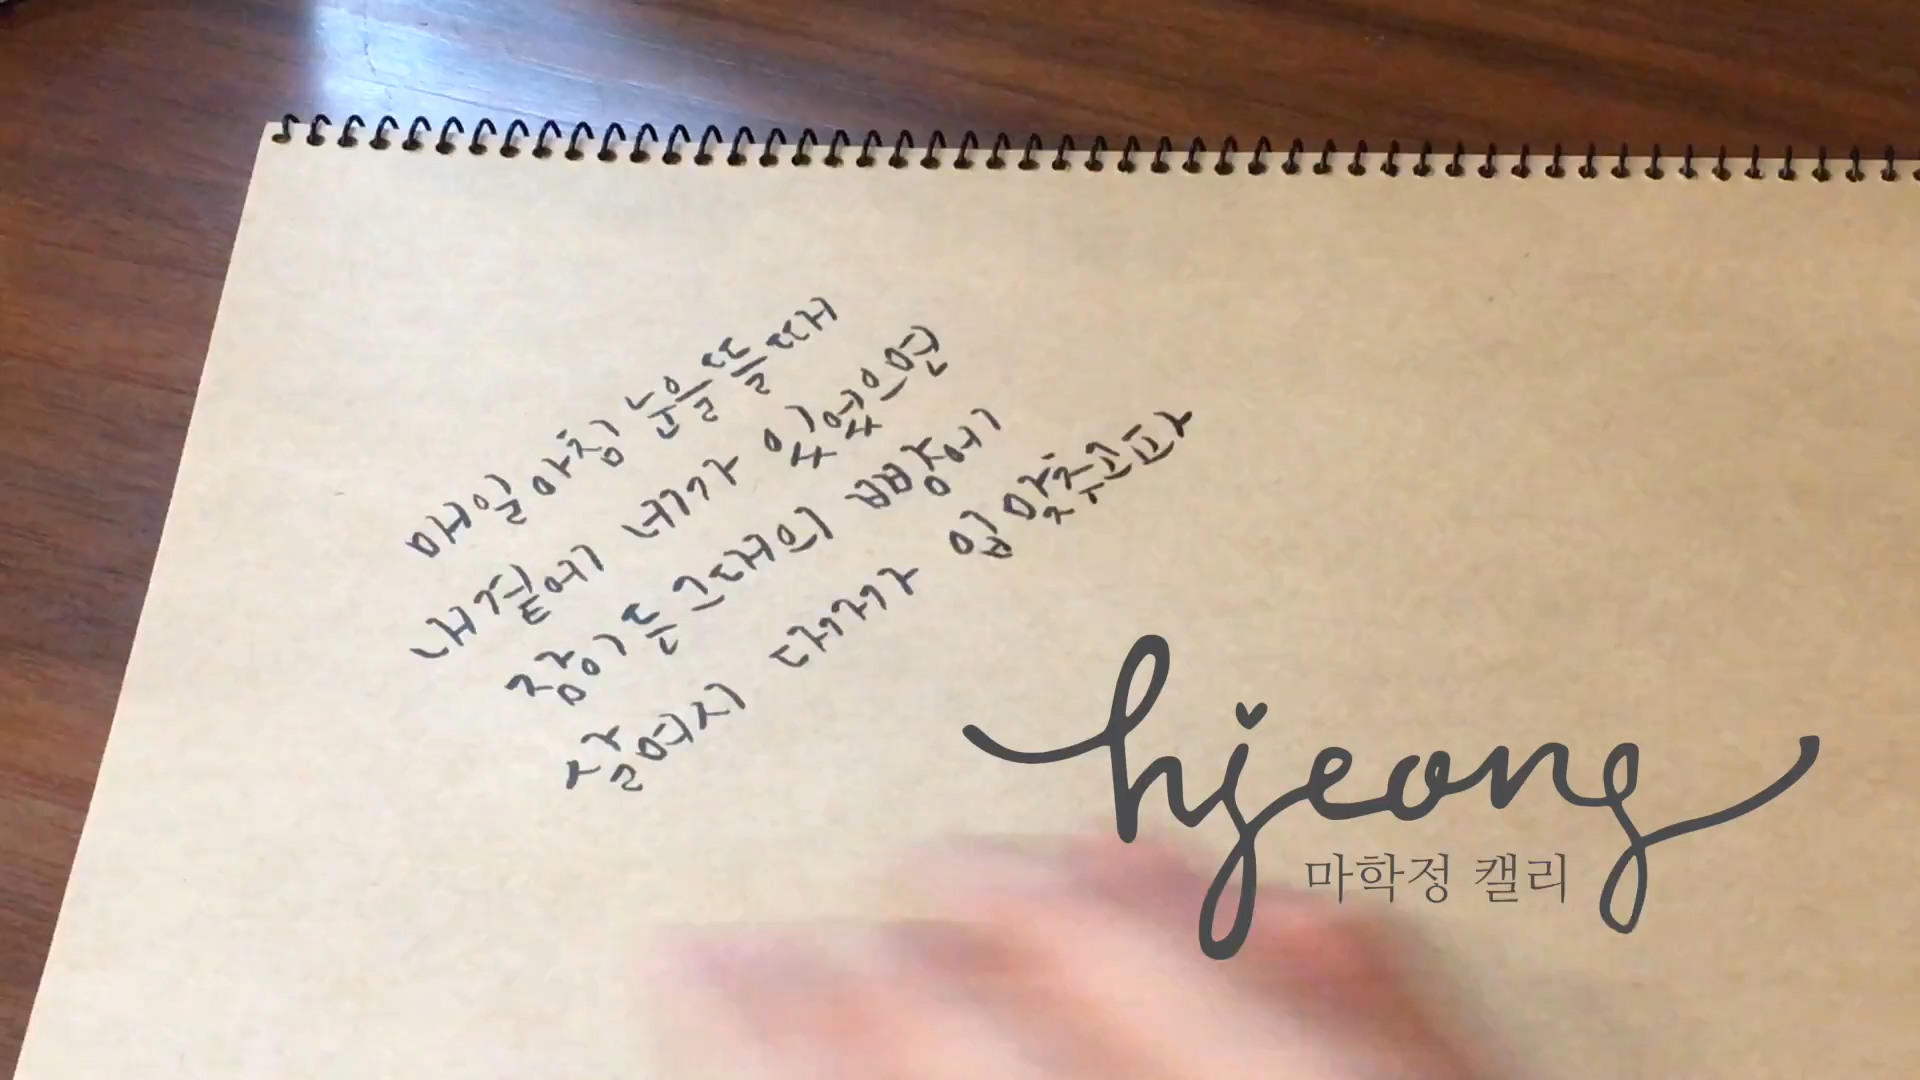 매일 아침 눈을 뜰 때
내 곁에 네가 있었으면
잠이 든 그대의 뺨에
줄며시 다가가 입 맞추고파
hjeong
마학정 캘리